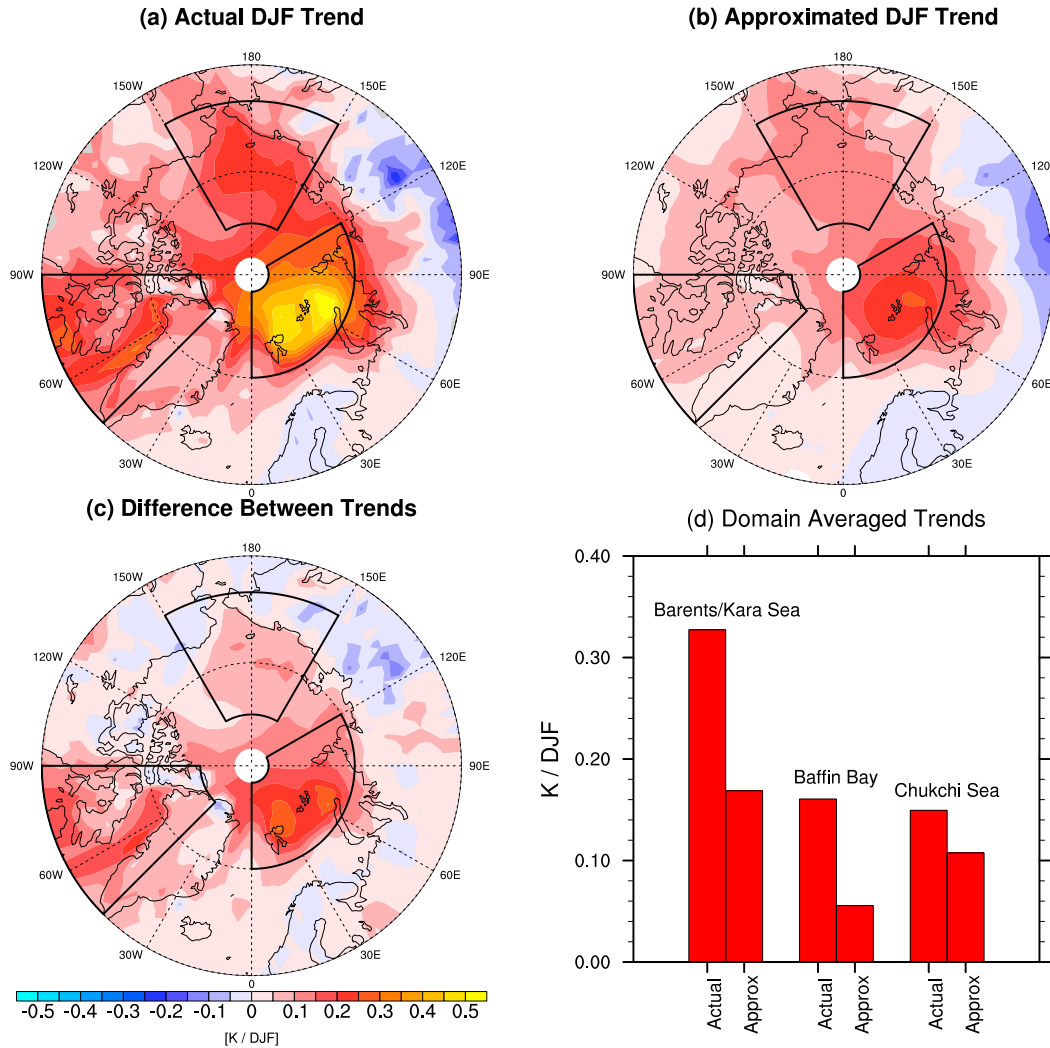 (a) Actual DJF Trend
180
150W
150E
120W
120E
90W
90E
60W
60E
30W
30E
0
(b) Approximated DJF Trend
180
150W
150E
120W
120E
90W
90E
60W
60E
30W
30E
0
(c) Difference Between Trends
180
150W
150E
120W
120E
90W
90E
60W
60E
30W
30E
0
-0.5 -0.4 -0.3 -0.2 -0.1 0 0.1 0.2 0.3 0.4 0.5
[K / DJF]
(d) Domain Averaged Trends
0.40
0.30
0.20
0.10
0.00
K / DJF
Barents/Kara Sea
Baffin Bay
Chukchi Sea
Actual
Approx
Actual
Approx
Actual
Approx